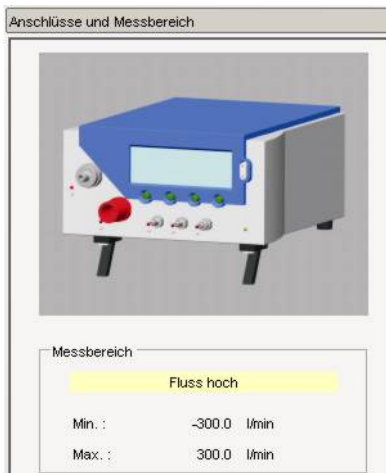 Anschlüsse und Messbereich
Messbereich
Fluss hoch
Min. : -300.0 l/min
Max. : 300.0 l/min